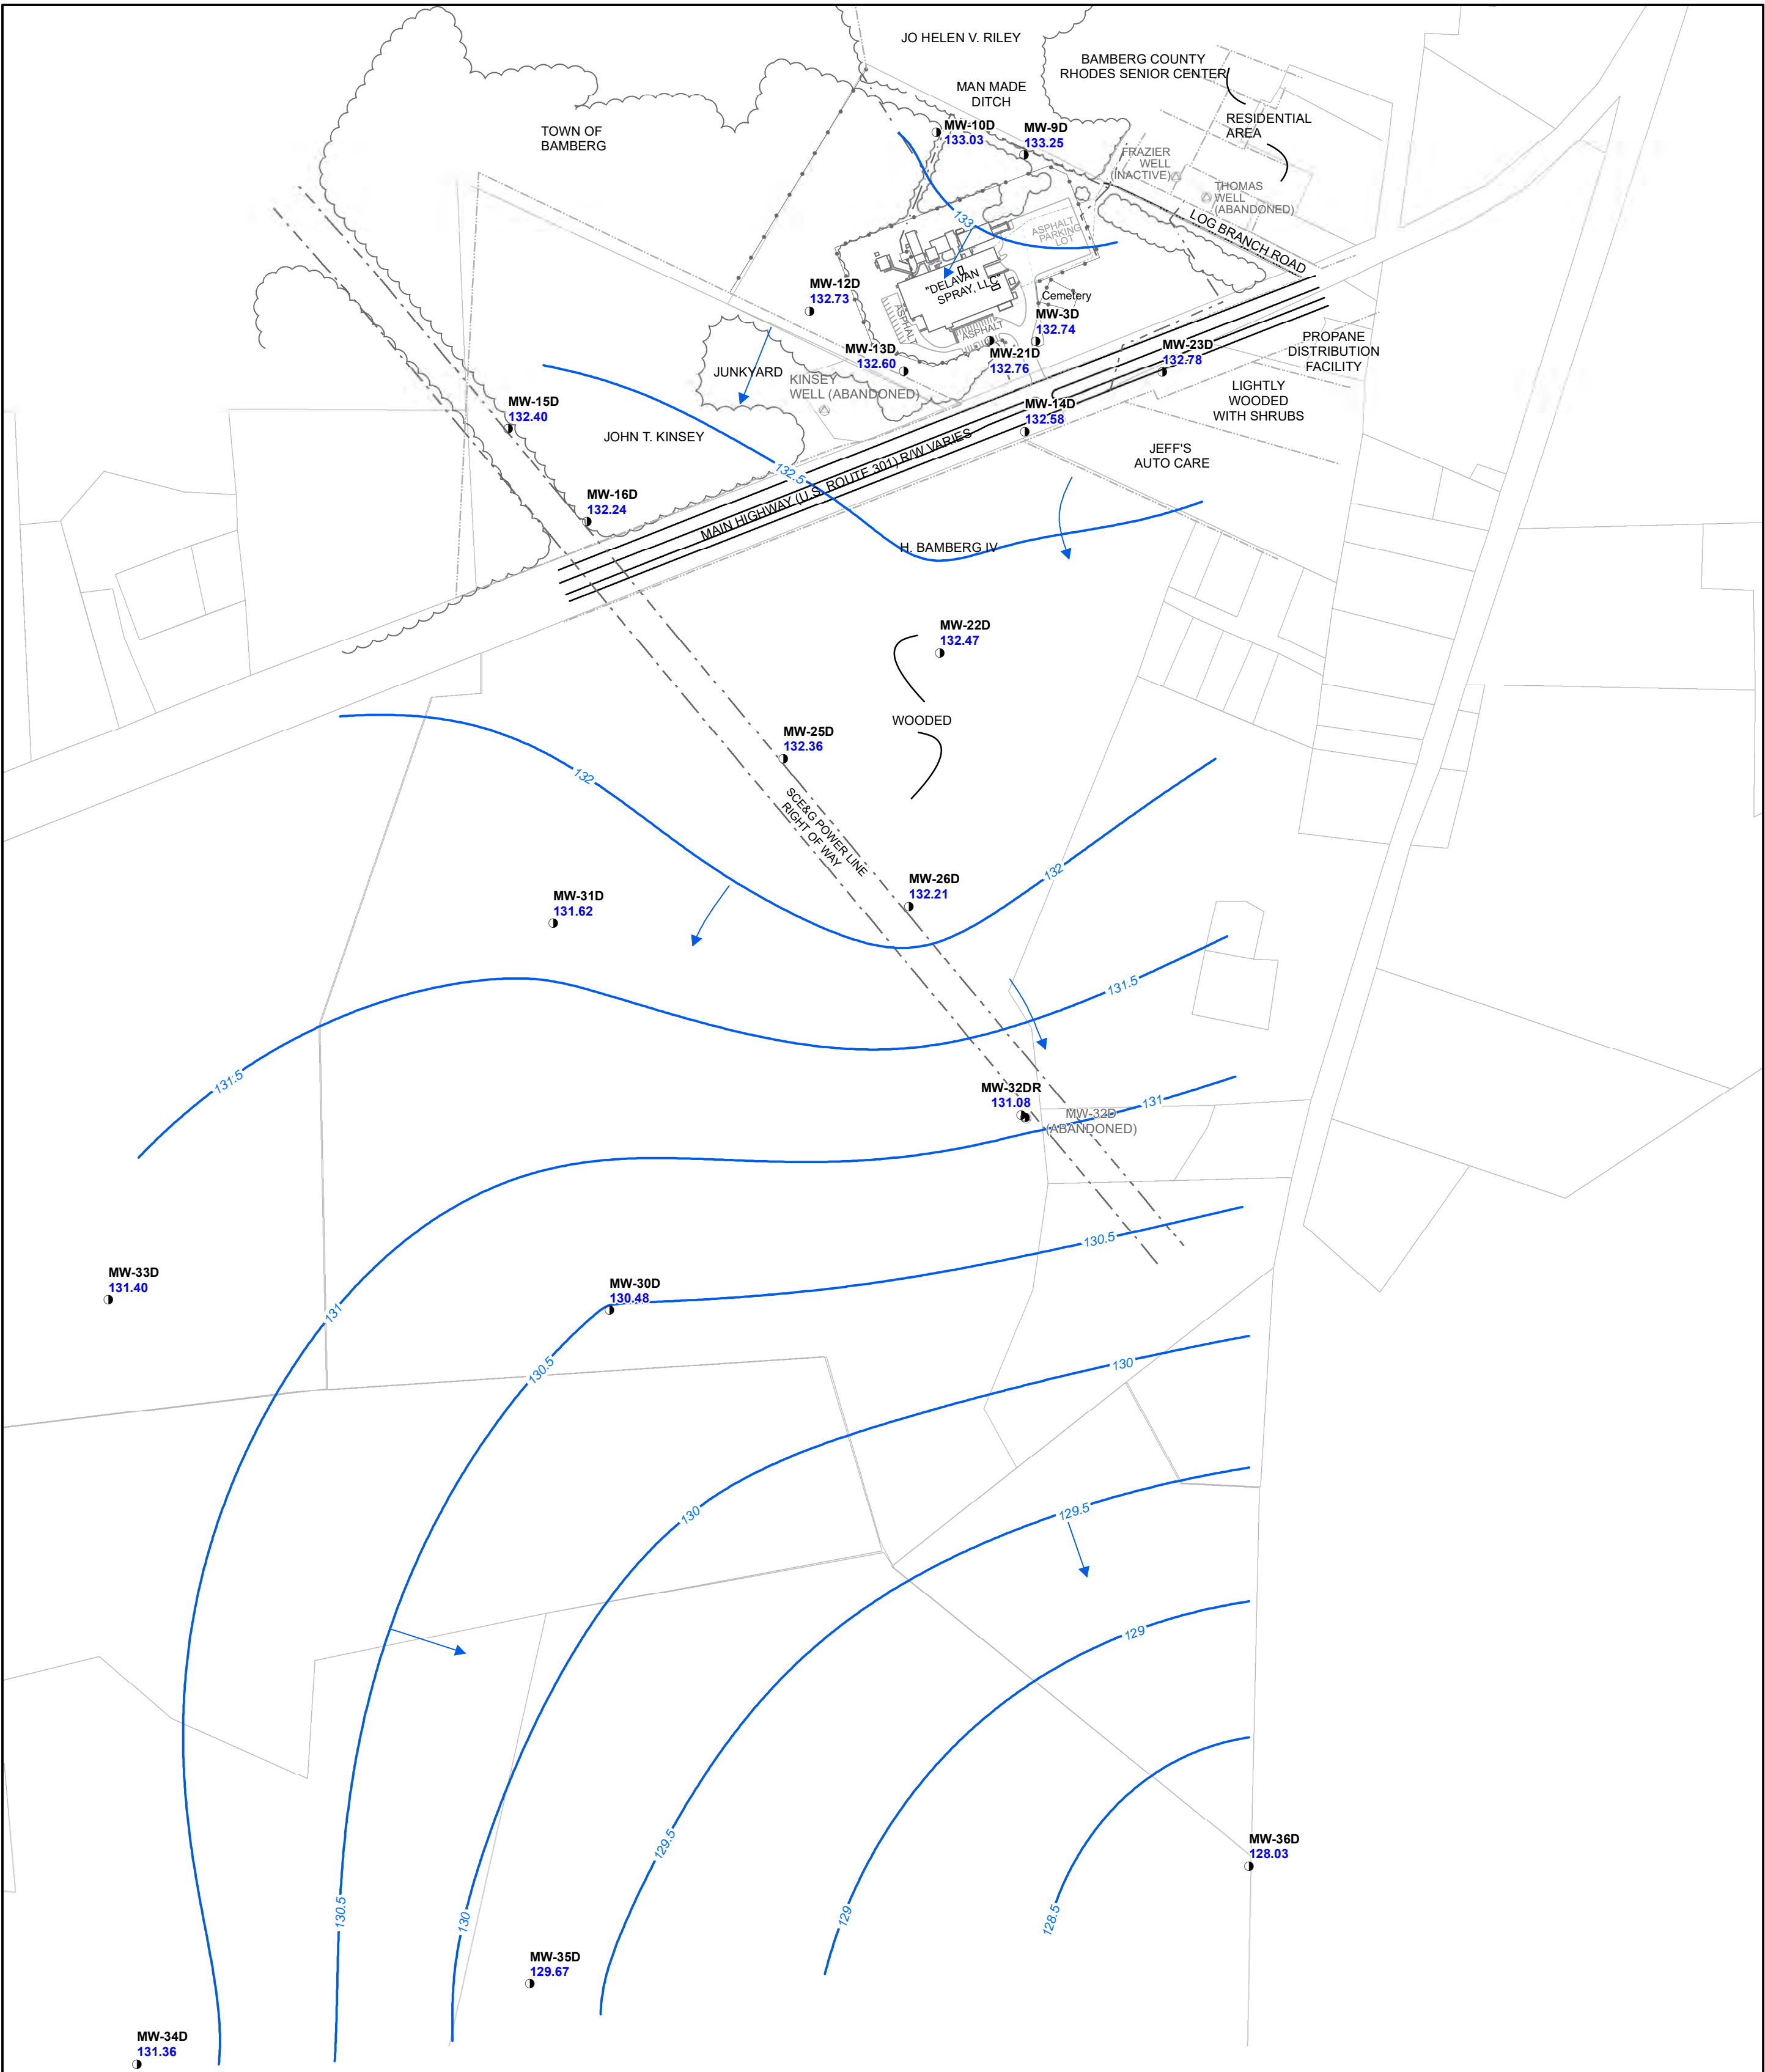 JO HELEN V. RILEY
BAMBERG COUNTY
RHODES SENIOR CENTER
MAN MADE
DITCH
RESIDENTIAL
AREA
TOWN OF
BAMBERG
MW-10D
133.03
MW-9D
133.25
FRAZIER
WELL
(INACTIVE)
THOMAS
WELL
(ABANDONED)
LOG BRANCH ROAD
133
ASPHALT
PARKING
LOT
"DELAVAN
SPRAY, LLC"
Cemetery
MW-12D
132.73
ASPHALT
ASPHALT
MW-3D
132.74
MW-13D
132.60
MW-21D
132.76
MW-23D
132.78
PROPANE
DISTRIBUTION
FACILITY
JUNKYARD
KINSEY
WELL (ABANDONED)
LIGHTLY
WOODED
WITH SHRUBS
MW-15D
132.40
MW-14D
132.58
JOHN T. KINSEY
JEFF'S
AUTO CARE
132.5
MAIN HIGHWAY (U.S. ROUTE 301) R/W VARIES
MW-16D
132.24
H. BAMBERG IV
MW-22D
132.47
WOODED
MW-25D
132.36
132
SCE&G POWER LINE
RIGHT OF WAY
132
MW-26D
132.21
MW-31D
131.62
131.5
131.5
MW-32DR
131.08
131
MW-32D
(ABANDONED)
130.5
MW-33D
131.40
MW-30D
130.48
131
130.5
130
130
129.5
129
MW-36D
128.03
129.5
130.5
130
129
128.5
MW-35D
129.67
MW-34D
131.36